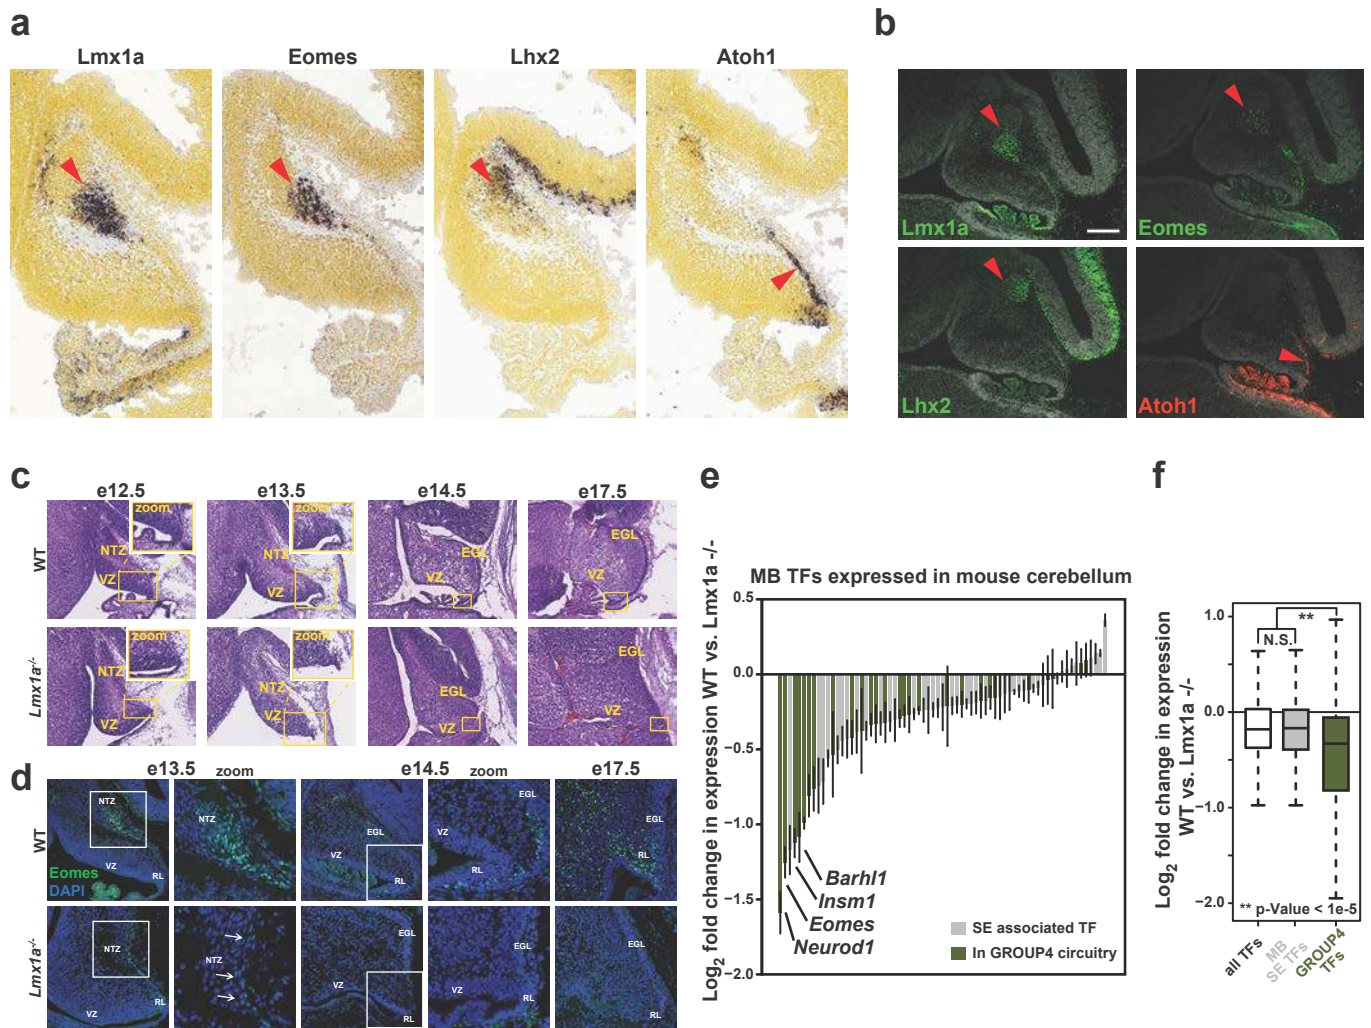 a
Lmx1a
Eomes
Lhx2
Atoh1
b
Lmx1a
Eomes
Lhx2
Atoh1
c
e12.5
e13.5
e14.5
e17.5
WT
zoom
NTZ
VZ
zoom
NTZ
VZ
EGL
VZ
EGL
VZ
Lmx1a-/-
zoom
NTZ
VZ
zoom
NTZ
VZ
EGL
EGL
VZ
EGL
VZ
d
e13.5
zoom
e14.5
zoom
e17.5
WT
NTZ
VZ
RL
Eomes
DAPI
NTZ
EGL
VZ
RL
EGL
VZ
RL
EGL
RL
Lmx1a-/-
NTZ
VZ
RL
NTZ
EGL
VZ
RL
EGL
VZ
RL
EGL
RL
e
MB TFs expressed in mouse cerebellum
Log2 fold change in expression WT vs. Lmx1a -/-
0.5
0.0
−0.5
−1.0
−1.5
−2.0
Barhl1
Insm1
Eomes
Neurod1
SE associated TF
In GROUP4 circuitry
f
Log2 fold change in expression
WT vs. Lmx1a -/-
1.0
0.0
−1.0
−2.0
**
N.S.
** p-Value < 1e-5
all TFs
MB
SE TFs
GROUP4
TFs